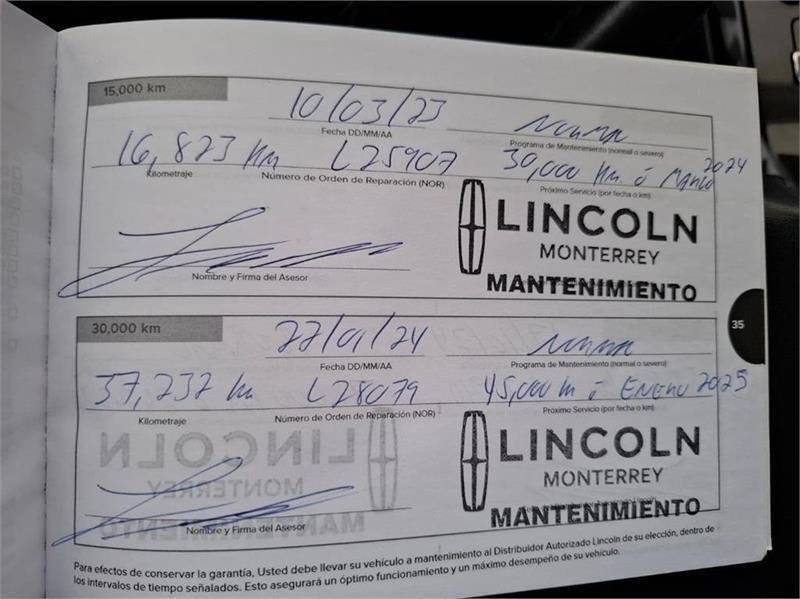 15,000 km
10/03/23
Fecha DD/MM/AA
Programa de Mantenimiento (normal o severo)
16,823 km L25907 30,000 km ó Marzo 2024
Kilometraje Número de Orden de Reparación (NOR) Próximo Servicio (por fecha o km)
LINCOLN
MONTERREY
MANTENIMIENTO
Nombre y Firma del Asesor
35
30,000 km
22/01/24
Fecha DD/MM/AA
Programa de Mantenimiento (normal o severo)
37,232 km L28079 45,000 km ó ENERO 2025
Kilometraje Número de Orden de Reparación (NOR) Próximo Servicio (por fecha o km)
LINCOLN
MONTERREY
MANTENIMIENTO
Nombre y Firma del Asesor
Para efectos de conservar la garantía, Usted debe llevar su vehículo a mantenimiento al Distribuidor Autorizado Lincoln de su elección, dentro de
los intervalos de tiempo señalados. Esto asegurará un óptimo funcionamiento y un máximo desempeño de su vehículo.